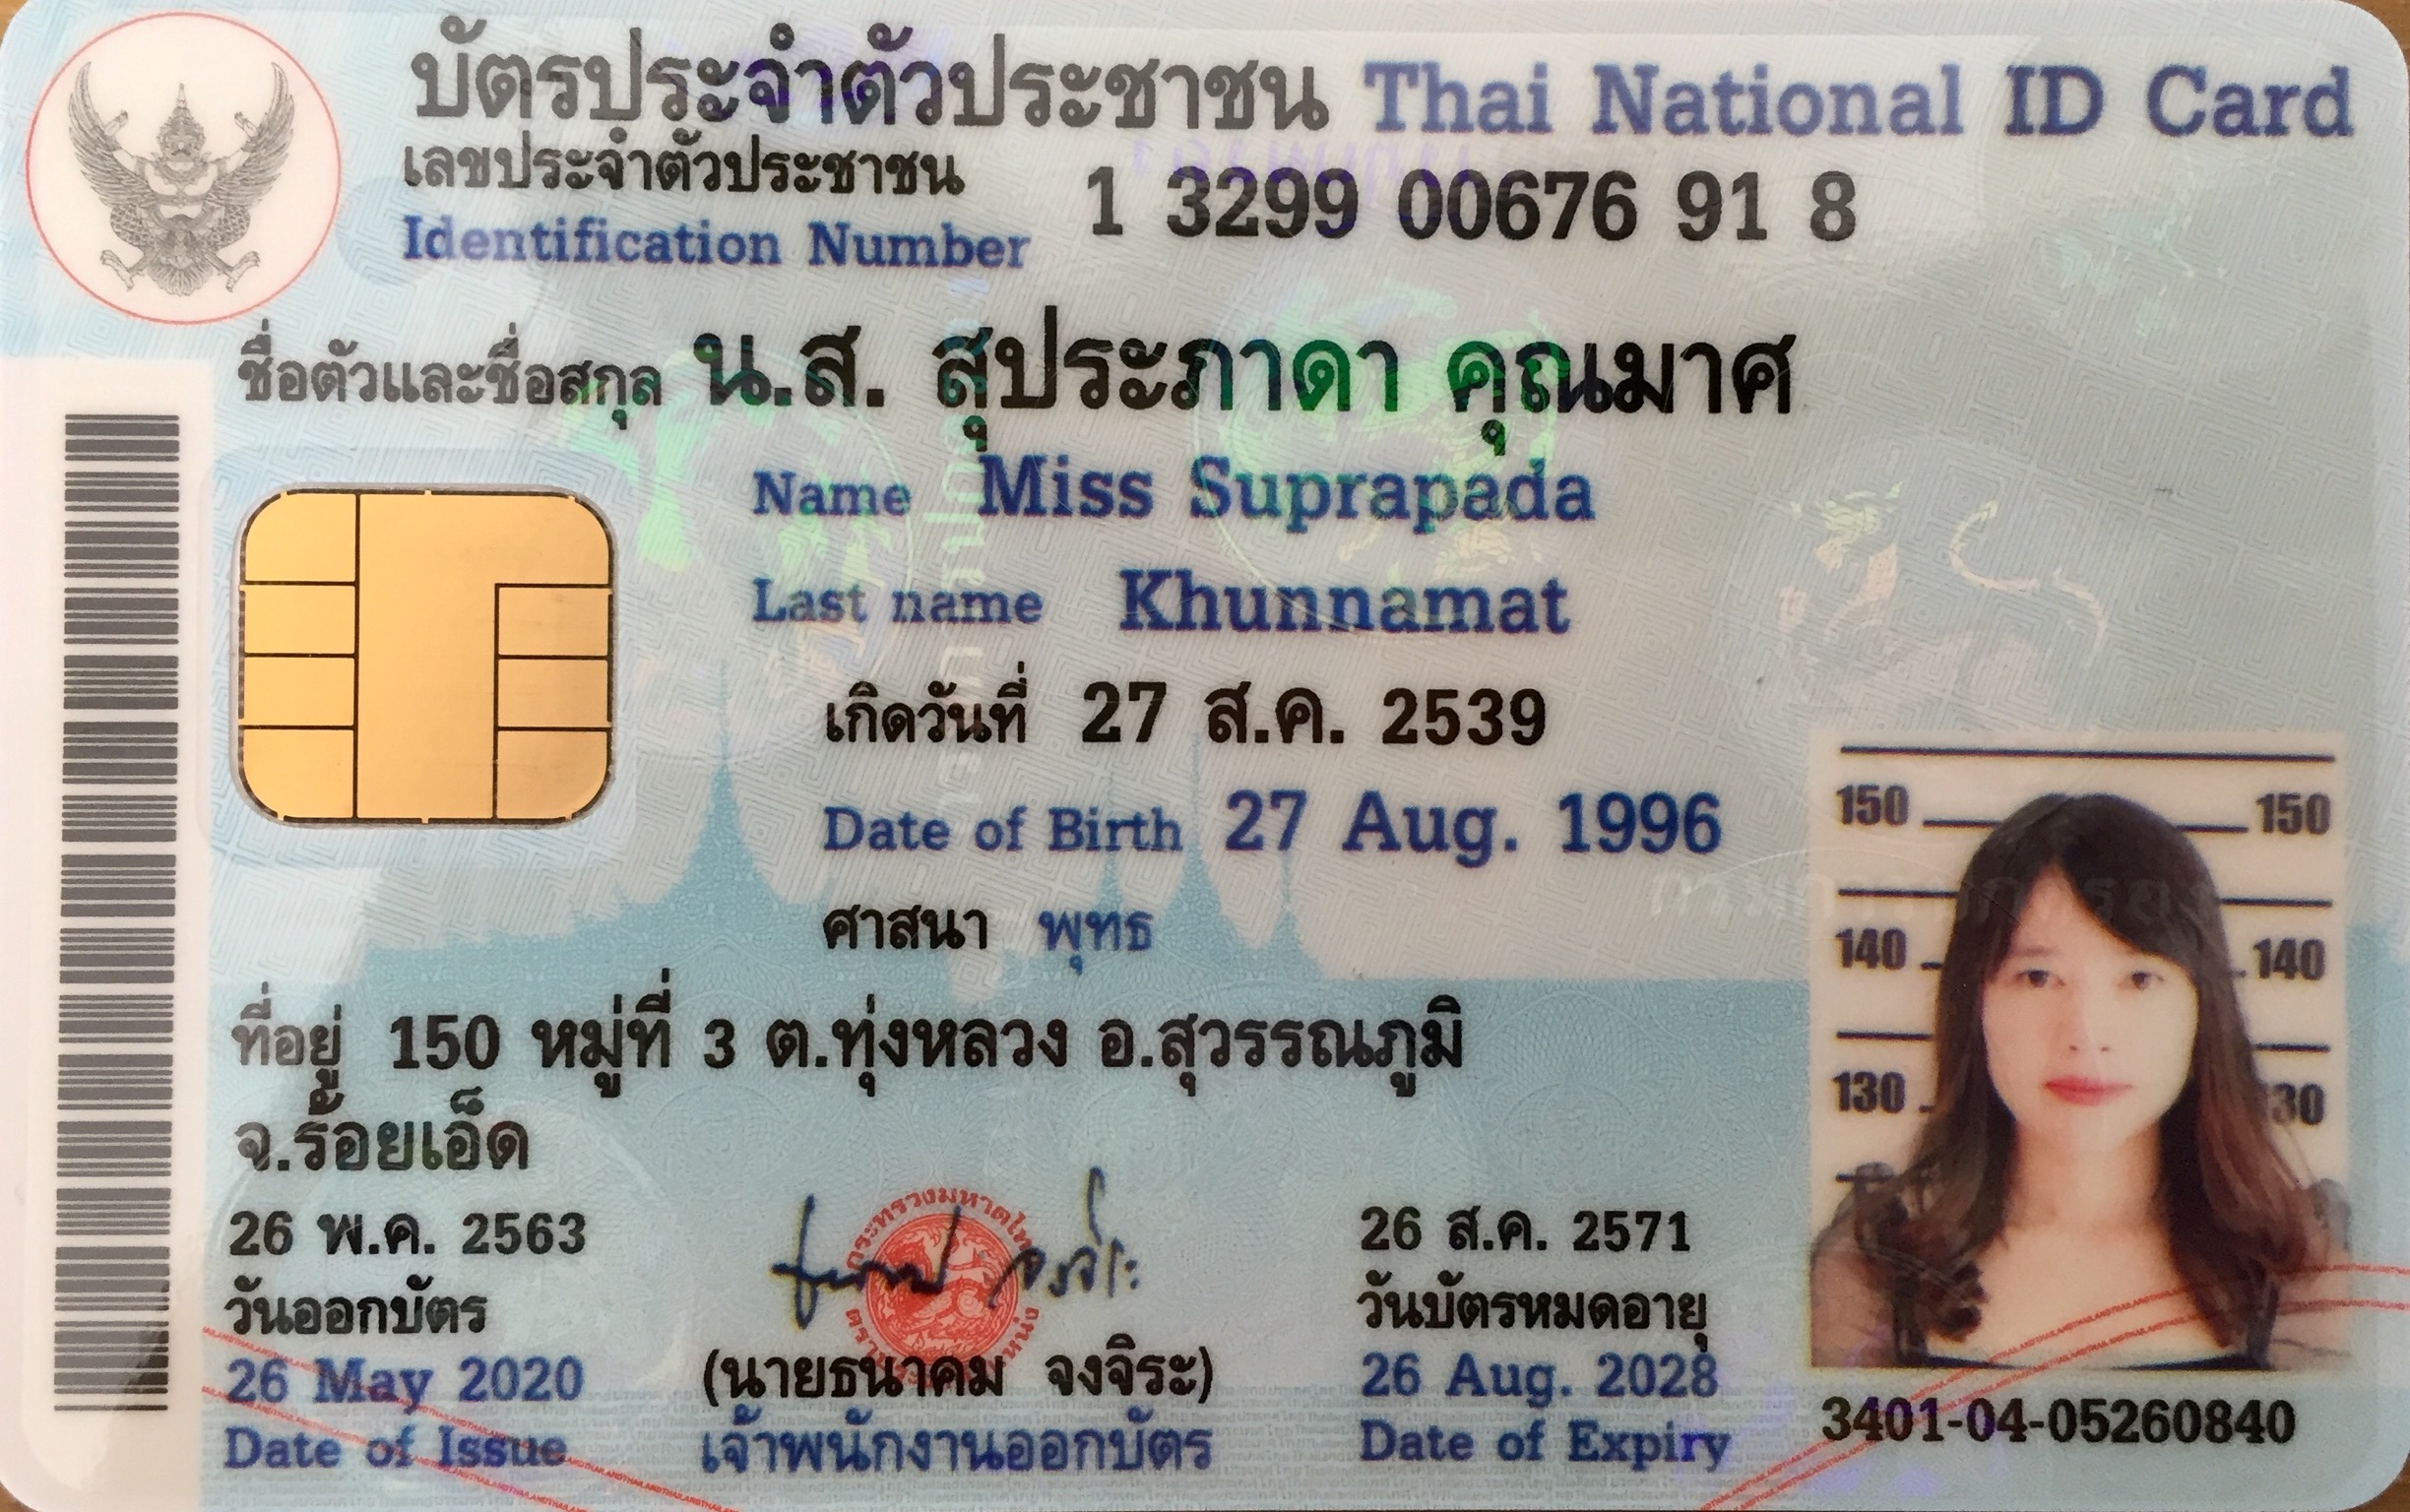 บัตรประจำตัวประชาชน Thai National ID Card
เลขประจำตัวประชาชน
Identification Number
1 3299 00676 91 8
ชื่อตัวและชื่อสกุล น.ส. สุประภาดา คุณมาศ
Name Miss Suprapada
Last name Khunnamat
เกิดวันที่ 27 ส.ค. 2539
Date of Birth 27 Aug. 1996
ศาสนา พุทธ
ที่อยู่ 150 หมู่ที่ 3 ต.ทุ่งหลวง อ.สุวรรณภูมิ
จ.ร้อยเอ็ด
26 พ.ค. 2563
วันออกบัตร
26 May 2020
Date of Issue
(นายธนาคม จงจิระ)
เจ้าพนักงานออกบัตร
26 ส.ค. 2571
วันบัตรหมดอายุ
26 Aug. 2028
Date of Expiry
150 150
140 140
130 30
3401-04-05260840